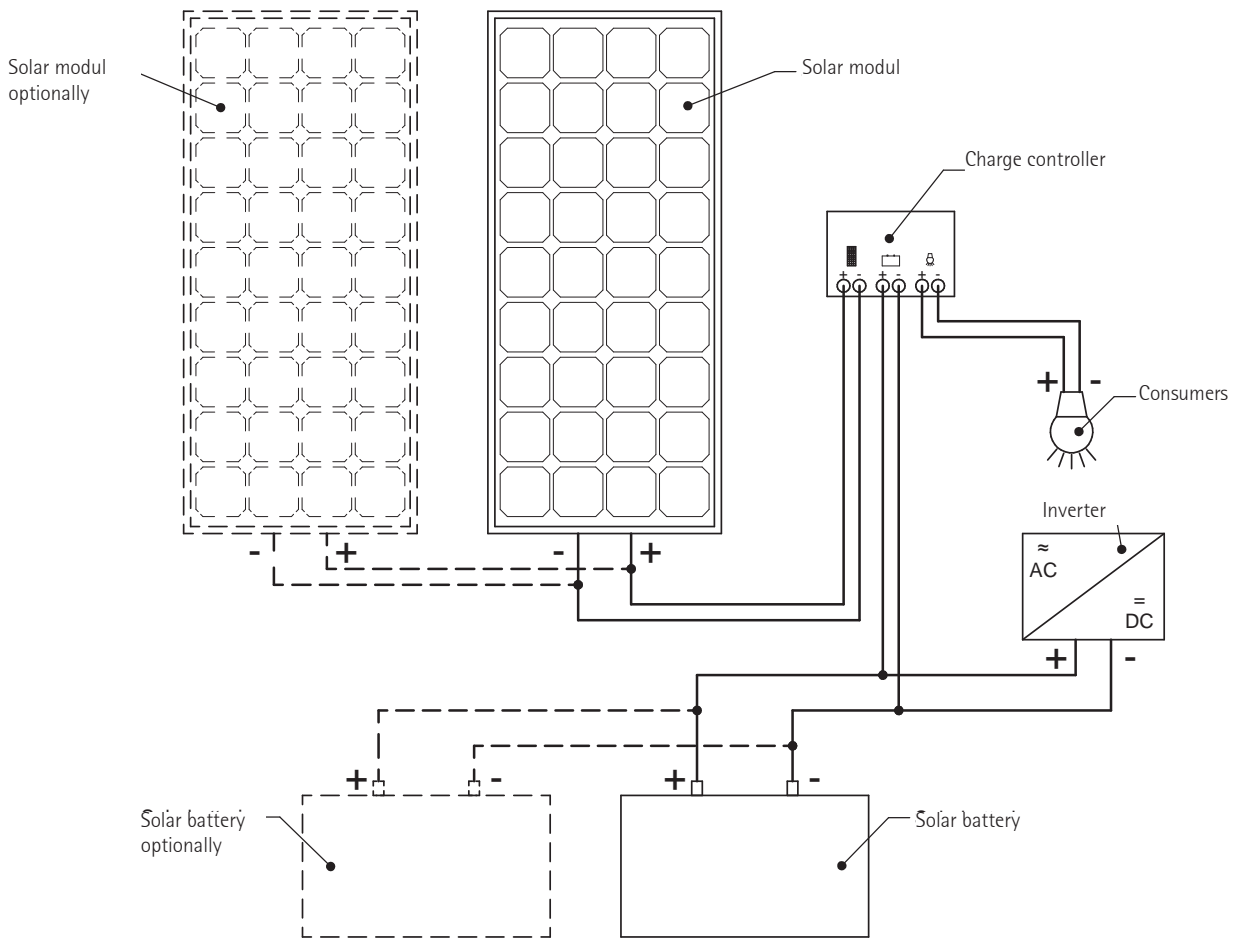 Solar modul
optionally
Solar modul
Charge controller
+ - + - + -
+ -
Consumers
Inverter
≈
AC
=
DC
- +
- +
+ -
+ -
+ -
Solar battery
optionally
Solar battery